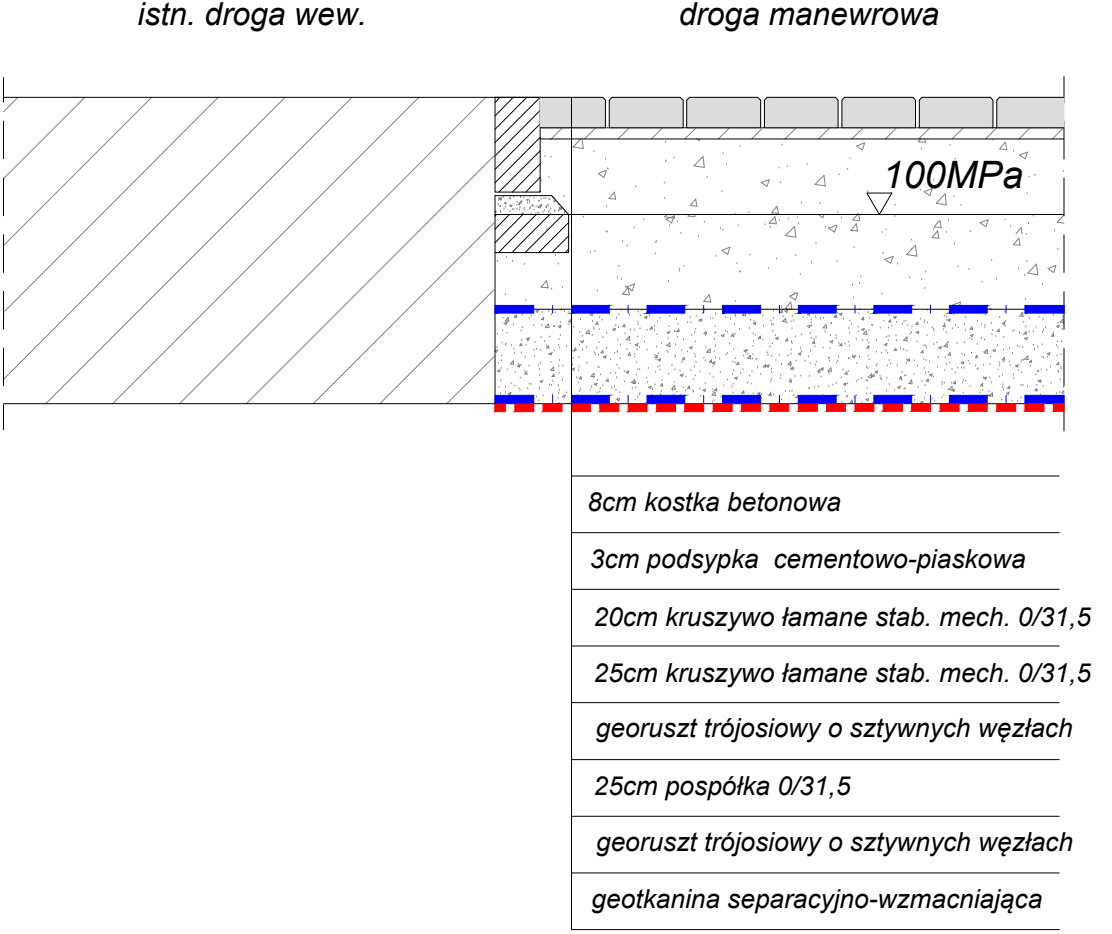 istn. droga wew.
droga manewrowa
100MPa
8cm kostka betonowa
3cm podsypka cementowo-piaskowa
20cm kruszywo łamane stab. mech. 0/31,5
25cm kruszywo łamane stab. mech. 0/31,5
georuszt trójosiowy o sztywnych węzłach
25cm pospółka 0/31,5
georuszt trójosiowy o sztywnych węzłach
geotkanina separacyjno-wzmacniająca